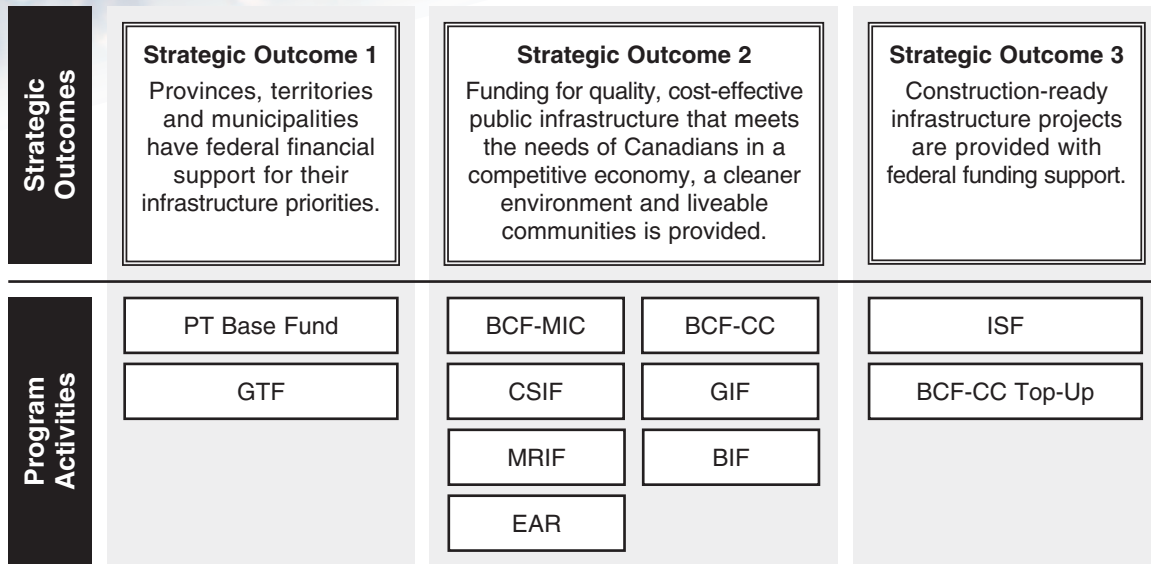 Strategic
Outcomes
Strategic Outcome 1
Provinces, territories
and municipalities
have federal financial
support for their
infrastructure priorities.
Strategic Outcome 2
Funding for quality, cost-effective
public infrastructure that meets
the needs of Canadians in a
competitive economy, a cleaner
environment and liveable
communities is provided.
Strategic Outcome 3
Construction-ready
infrastructure projects
are provided with
federal funding support.
Program
Activities
PT Base Fund
GTF
BCF-MIC
BCF-CC
CSIF
GIF
MRIF
BIF
EAR
ISF
BCF-CC Top-Up